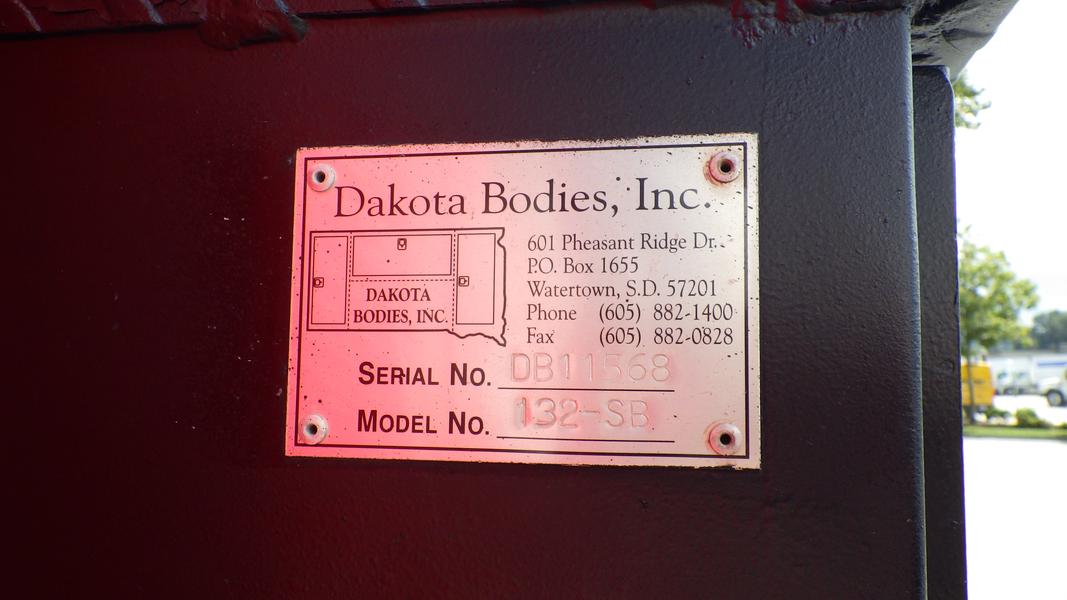 Dakota Bodies, Inc.
DAKOTA
BODIES, INC.
601 Pheasant Ridge Dr.
P.O. Box 1655
Watertown, S.D. 57201
Phone (605) 882-1400
Fax (605) 882-0828
SERIAL NO. DB11568
MODEL NO. 132-SB